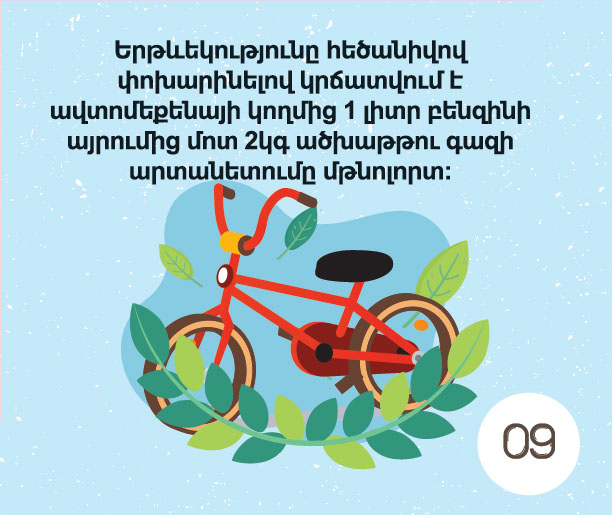 Երթևեկությունը հեծանիվով
փոխարինելով կրճատվում է
ավտոմեքենայի կողմից 1 լիտր բենզինի
այրումից մոտ 2կգ ածխաթթու գազի
արտանետումը մթնոլորտ:
09